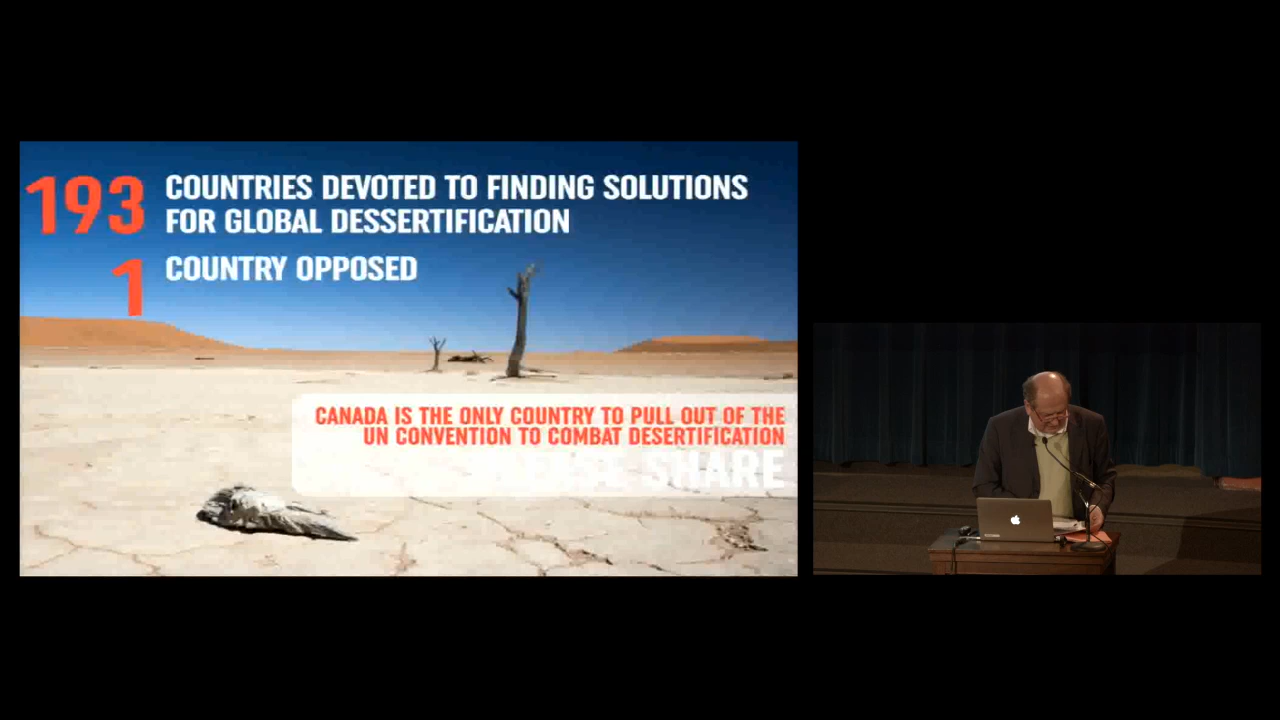 193 COUNTRIES DEVOTED TO FINDING SOLUTIONS
FOR GLOBAL DESSERTIFICATION
1 COUNTRY OPPOSED
CANADA IS THE ONLY COUNTRY TO PULL OUT OF THE
UN CONVENTION TO COMBAT DESERTIFICATION
PLEASE SHARE